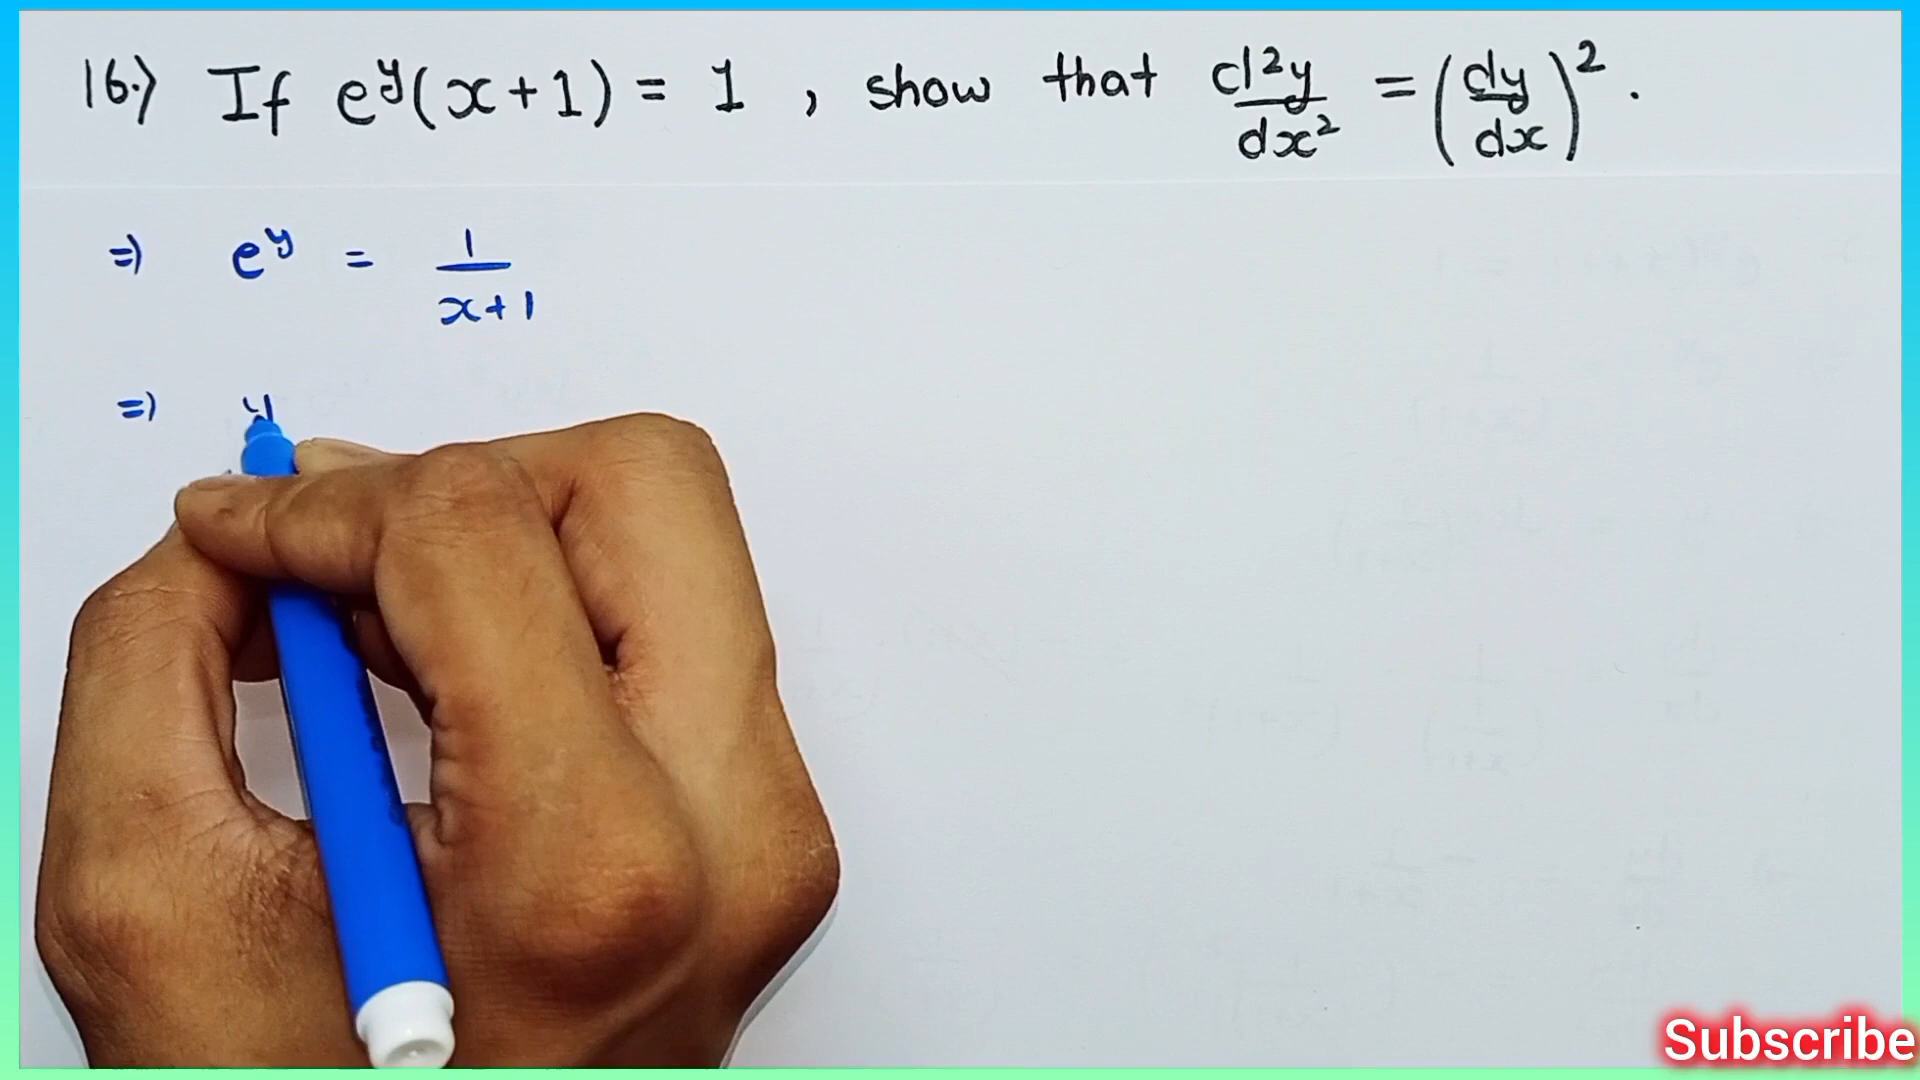 16.) If e^y(x+1) = 1 , show that d²y/dx² = (dy/dx)².
⇒ e^y = 1/(x+1)
⇒ y
Subscribe